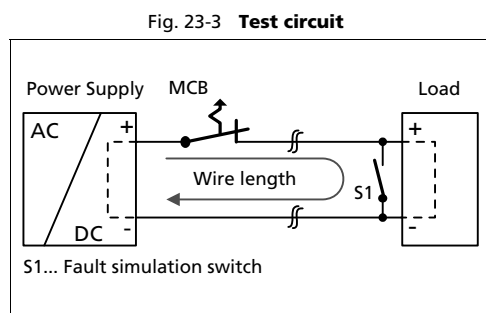 Fig. 23-3 Test circuit
Power Supply MCB Load
AC + +
Wire length
S1
DC - -
S1... Fault simulation switch